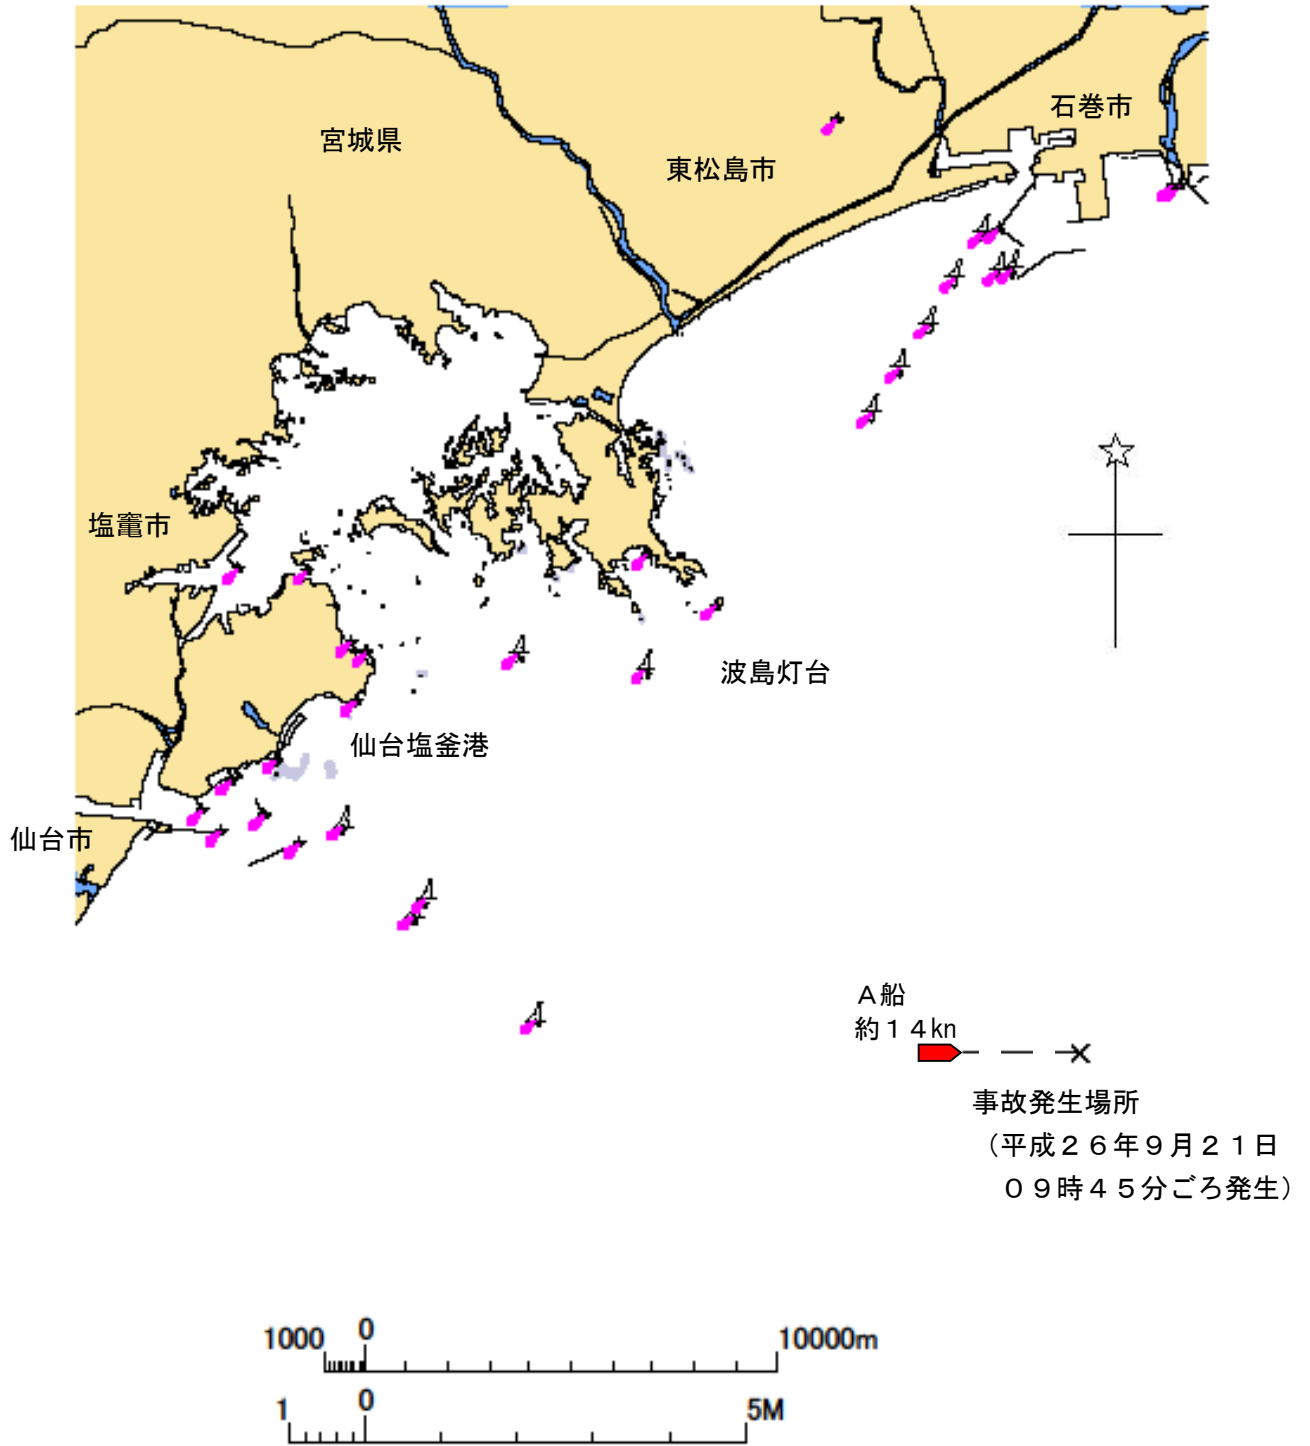 石巻市
宮城県
東松島市
塩竈市
波島灯台
仙台塩釜港
仙台市
A船
約14kn
事故発生場所
(平成26年9月21日
09時45分ごろ発生)
1000 0 10000m
1 0 5M